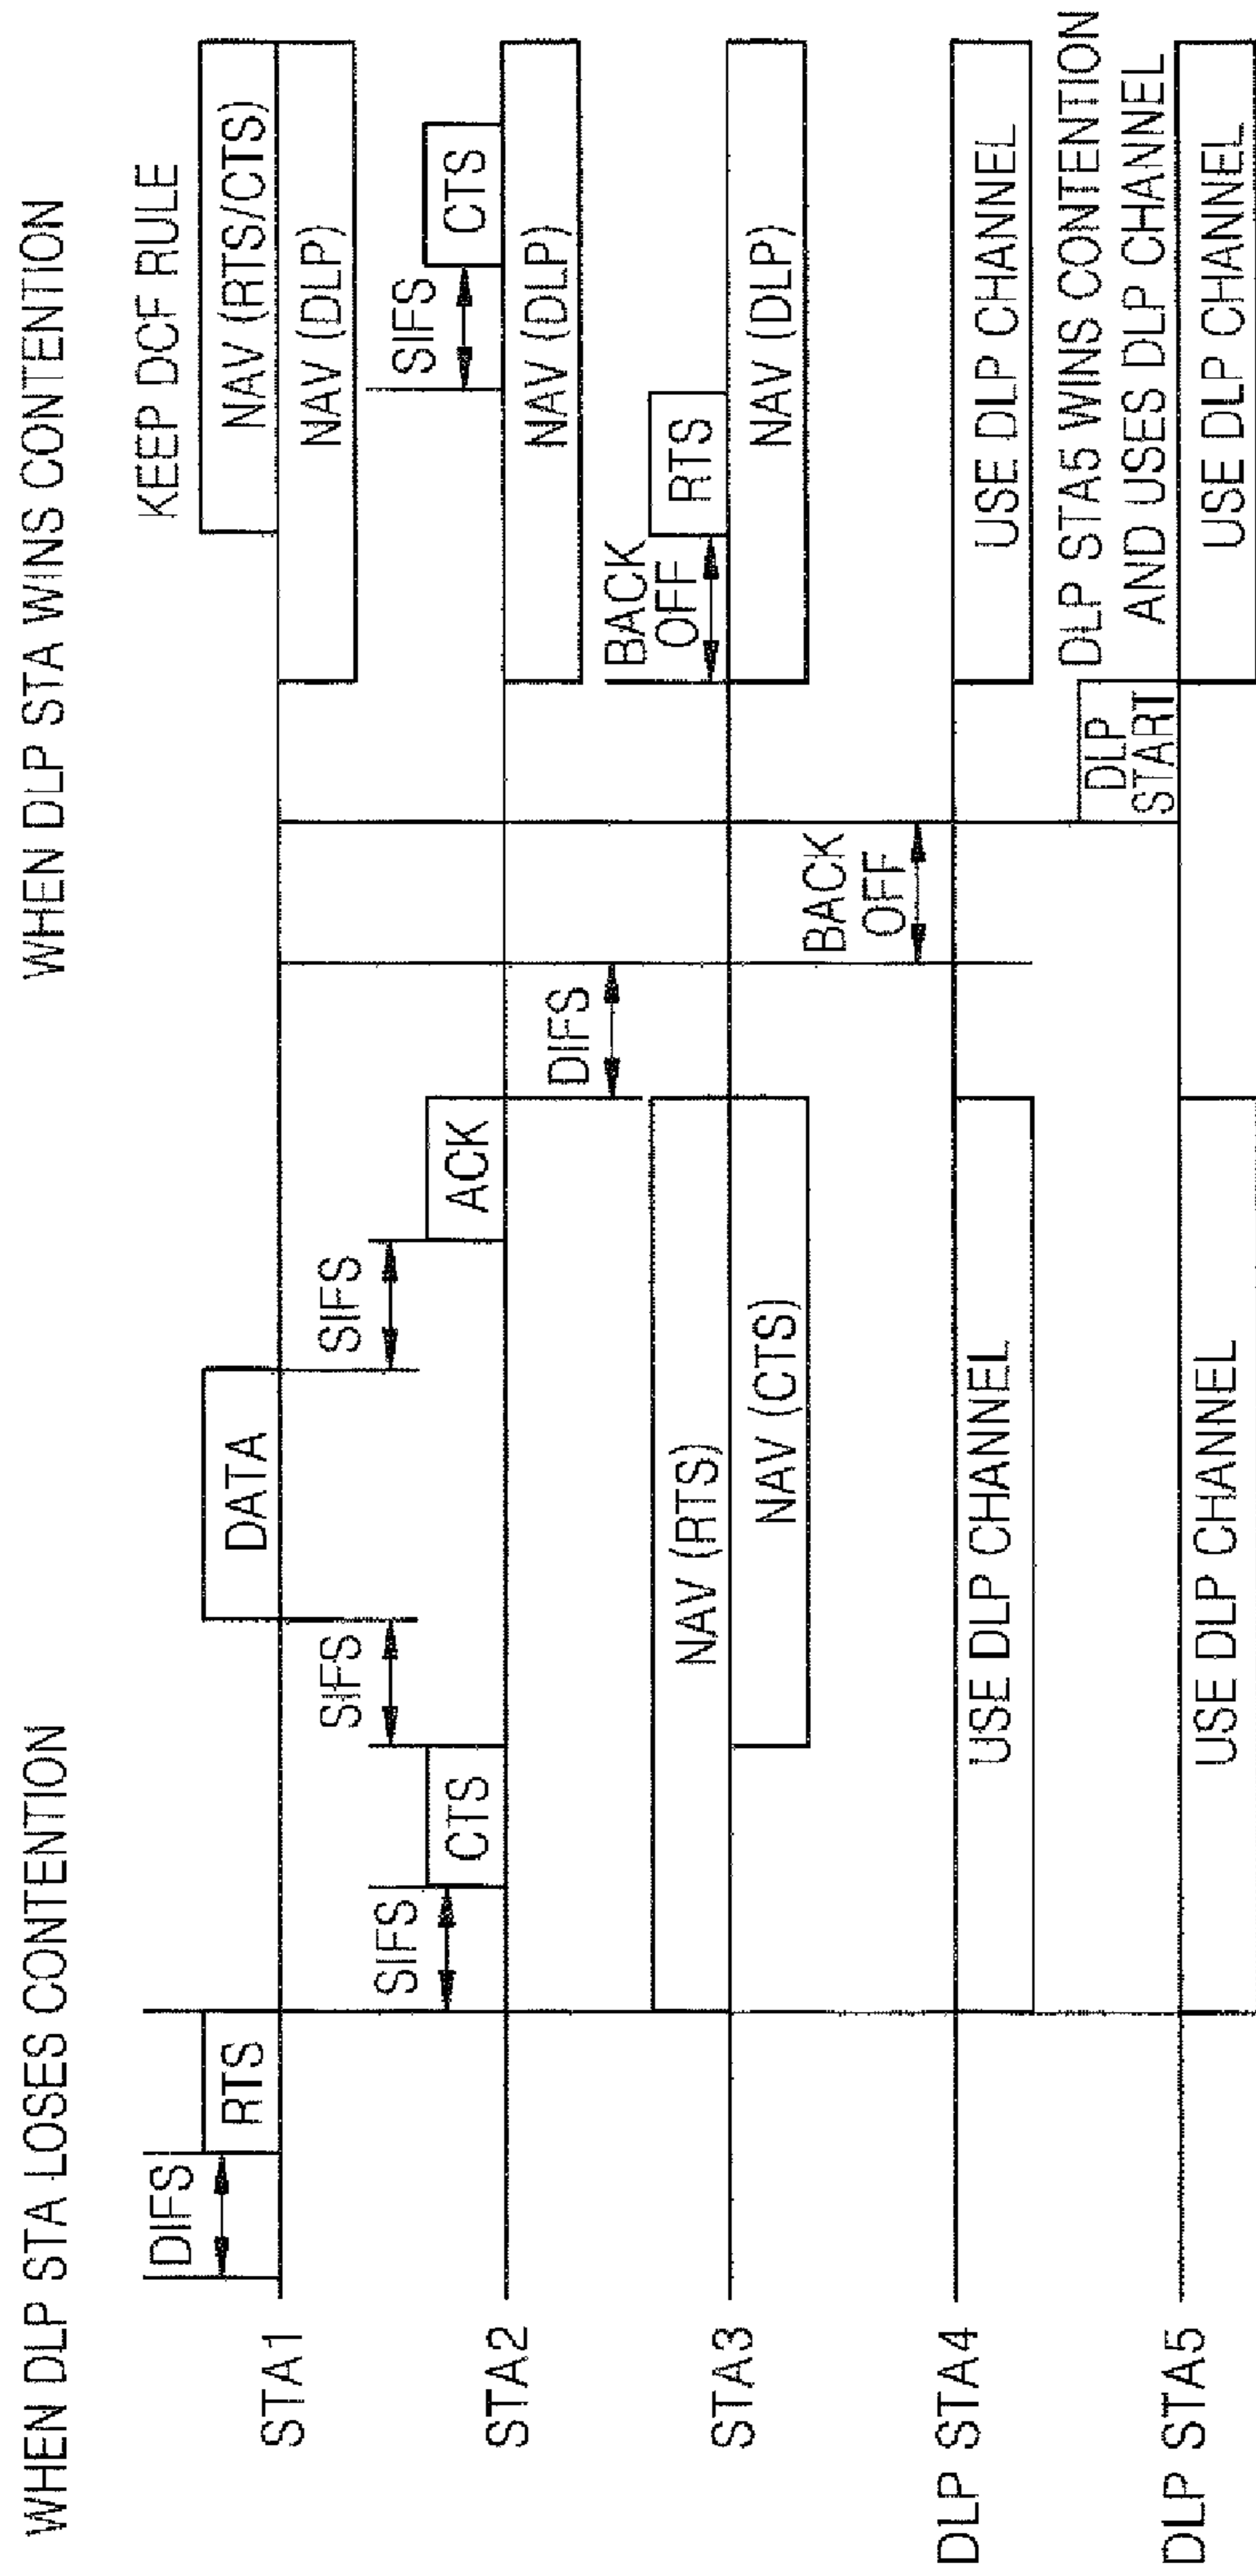 WHEN DLP STA LOSES CONTENTION
WHEN DLP STA WINS CONTENTION
KEEP DCF RULE
DIFS
RTS
DATA
NAV (RTS/CTS)
NAV (DLP)
STA1
SIFS
SIFS
SIFS
SIFS
CTS
ACK
CTS
NAV (DLP)
STA2
DIFS
BACK
OFF
NAV (RTS)
RTS
NAV (CTS)
NAV (DLP)
STA3
BACK
OFF
USE DLP CHANNEL
USE DLP CHANNEL
DLP STA4
DLP STA5 WINS CONTENTION
AND USES DLP CHANNEL
DLP
START
USE DLP CHANNEL
USE DLP CHANNEL
DLP STA5